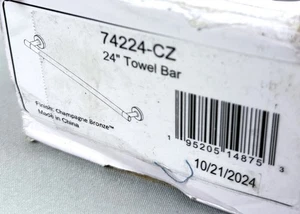 74224-CZ
24" Towel Bar
Finish: Champagne Bronze™
Made in China
1 95205 14875 3
10/21/2024